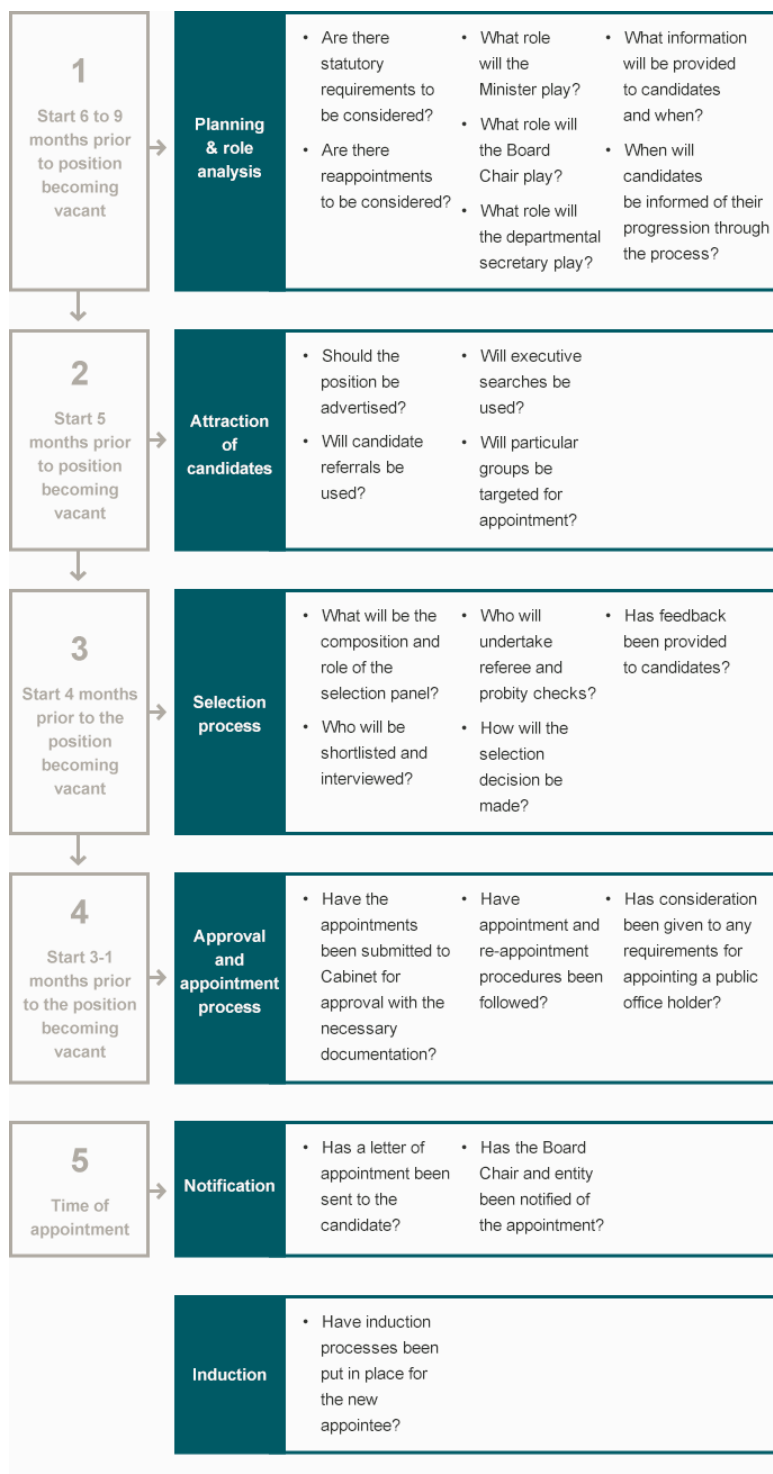 1
Start 6 to 9
months prior
to position
becoming
vacant
Planning
& role
analysis
• Are there
statutory
requirements to
be considered?
• Are there
reappointments
to be considered?
• What role
will the
Minister play?
• What role will
the Board
Chair play?
• What role will
the departmental
secretary play?
• What information
will be provided
to candidates
and when?
• When will
candidates
be informed of their
progression through
the process?
2
Start 5
months prior
to position
becoming
vacant
Attraction
of
candidates
• Should the
position be
advertised?
• Will candidate
referrals be
used?
• Will executive
searches be
used?
• Will particular
groups be
targeted for
appointment?
3
Start 4 months
prior to the
position
becoming
vacant
Selection
process
• What will be the
composition and
role of the
selection panel?
• Who will be
shortlisted and
interviewed?
• Who will
undertake
referee and
probity checks?
• How will the
selection
decision be
made?
• Has feedback
been provided
to candidates?
4
Start 3-1
months prior
to the position
becoming
vacant
Approval
and
appointment
process
• Have the
appointments
been submitted to
Cabinet for
approval with the
necessary
documentation?
• Have
appointment and
re-appointment
procedures been
followed?
• Has consideration
been given to any
requirements for
appointing a public
office holder?
5
Time of
appointment
Notification
• Has a letter of
appointment been
sent to the
candidate?
• Has the Board
Chair and entity
been notified of
the appointment?
Induction
• Have induction
processes been
put in place for
the new
appointee?